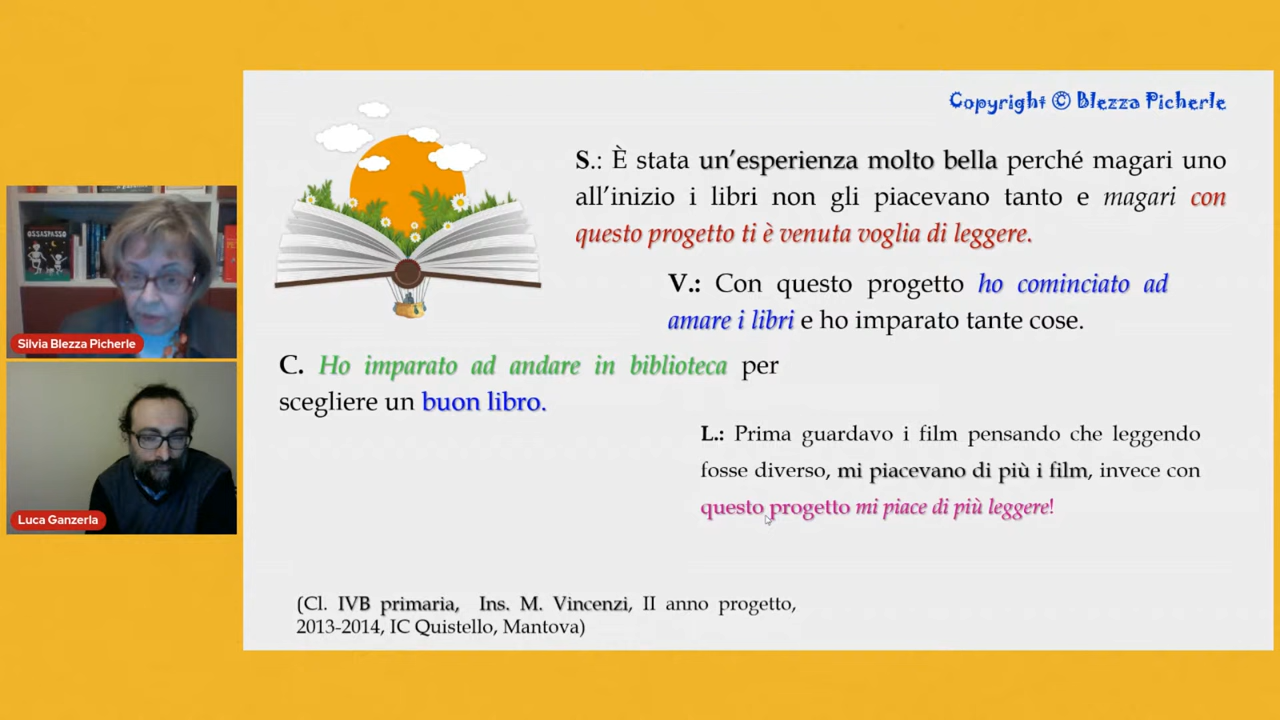 Copyright © Blezza Picherle
S.: È stata un'esperienza molto bella perché magari uno
all'inizio i libri non gli piacevano tanto e magari con
questo progetto ti è venuta voglia di leggere.
V.: Con questo progetto ho cominciato ad
amare i libri e ho imparato tante cose.
C. Ho imparato ad andare in biblioteca per
scegliere un buon libro.
L.: Prima guardavo i film pensando che leggendo
fosse diverso, mi piacevano di più i film, invece con
questo progetto mi piace di più leggere!
(Cl. IVB primaria, Ins. M. Vincenzi, II anno progetto,
2013-2014, IC Quistello, Mantova)
OSSASPASSO
Silvia Blezza Picherle
Luca Ganzerla